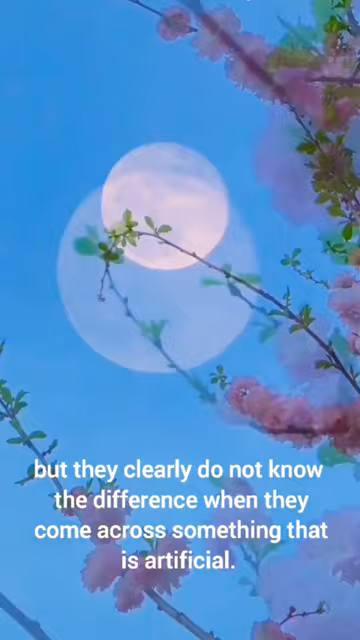 but they clearly do not know
the difference when they
come across something that
is artificial.